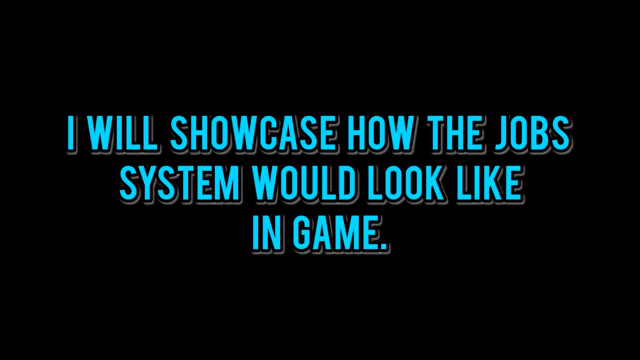 I WILL SHOWCASE HOW THE JOBS
SYSTEM WOULD LOOK LIKE
IN GAME.